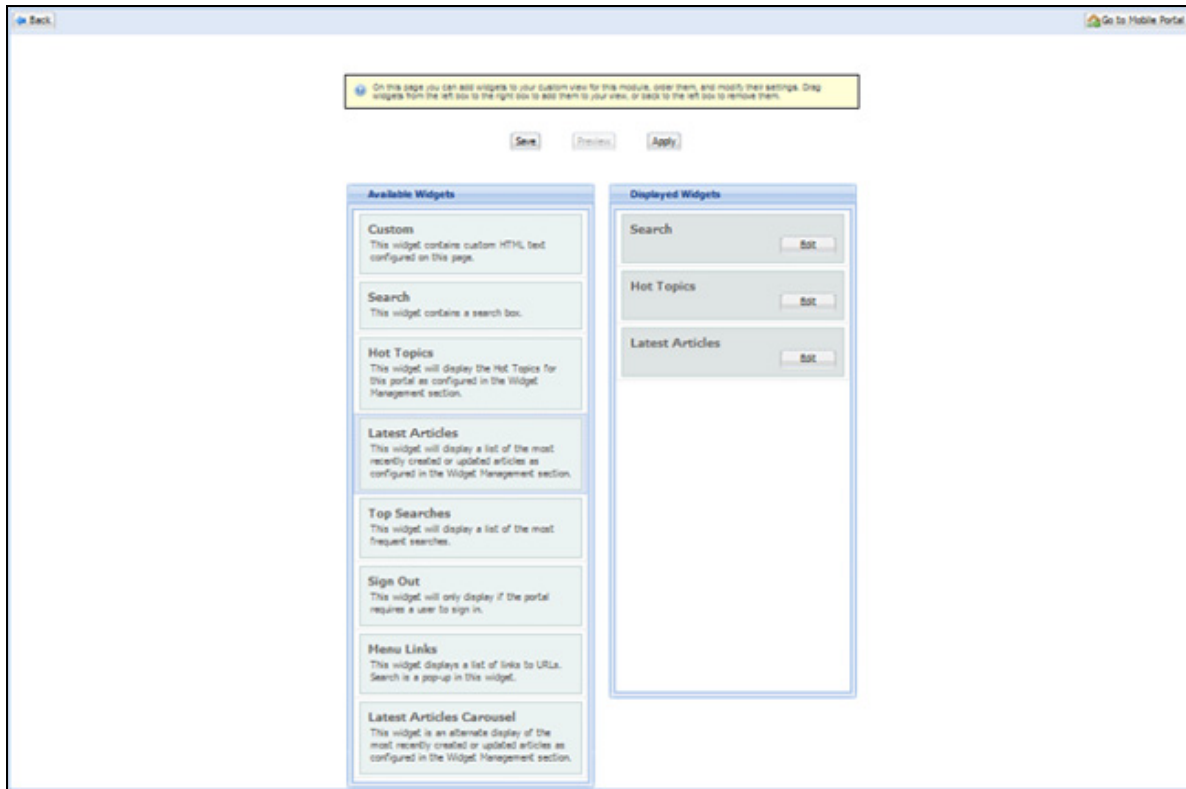 Back
Go to Mobile Portal
On this page you can add widgets to your custom view for this module, order them, and modify their settings. Drag
widgets from the left box to the right box to add them to your view, or back to the left box to remove them.
Save
Preview
Apply
Available Widgets
Custom
This widget contains custom HTML text
configured on this page.
Search
This widget contains a search box.
Hot Topics
This widget will display the Hot Topics for
this portal as configured in the Widget
Management section.
Latest Articles
This widget will display a list of the most
recently created or updated articles as
configured in the Widget Management section.
Top Searches
This widget will display a list of the most
frequent searches.
Sign Out
This widget will only display if the portal
requires a user to sign in.
Menu Links
This widget displays a list of links to URLs.
Search is a pop-up in this widget.
Latest Articles Carousel
This widget is an alternate display of the
most recently created or updated articles as
configured in the Widget Management section.
Displayed Widgets
Search
Edit
Hot Topics
Edit
Latest Articles
Edit